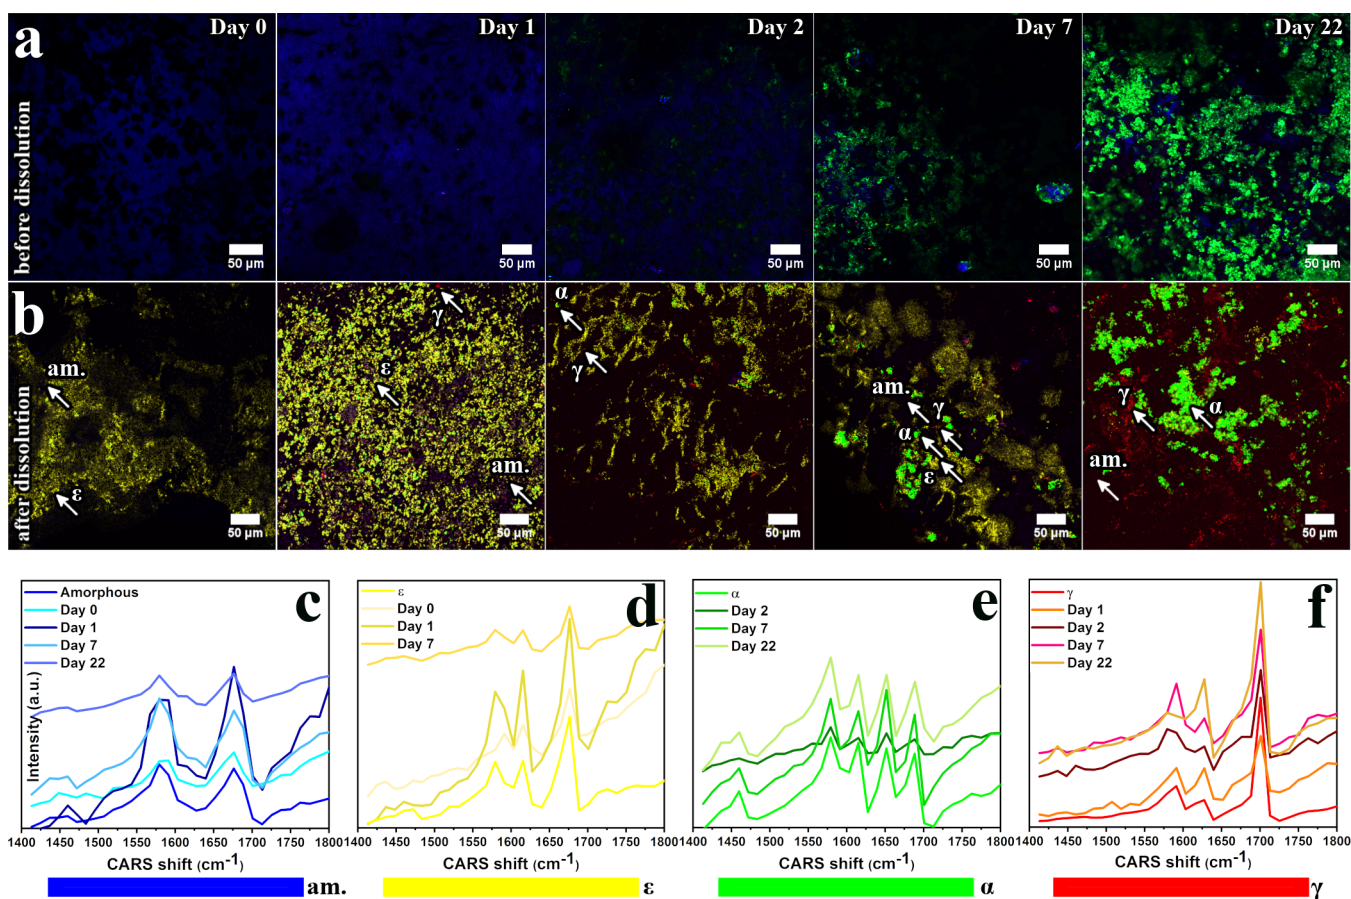 a
Day 0
Day 1
Day 2
Day 7
Day 22
before dissolution
50 µm
50 µm
50 µm
50 µm
50 µm
b
after dissolution
am.
ε
50 µm
γ
ε
am.
50 µm
α
γ
50 µm
am.
γ
α
ε
50 µm
γ
α
am.
50 µm
c
Amorphous
Day 0
Day 1
Day 7
Day 22
Intensity (a.u.)
1400 1450 1500 1550 1600 1650 1700 1750 1800
CARS shift (cm⁻¹)
am.
d
ε
Day 0
Day 1
Day 7
1400 1450 1500 1550 1600 1650 1700 1750 1800
CARS shift (cm⁻¹)
ε
e
α
Day 2
Day 7
Day 22
1400 1450 1500 1550 1600 1650 1700 1750 1800
CARS shift (cm⁻¹)
α
f
γ
Day 1
Day 2
Day 7
Day 22
1400 1450 1500 1550 1600 1650 1700 1750 1800
CARS shift (cm⁻¹)
γ